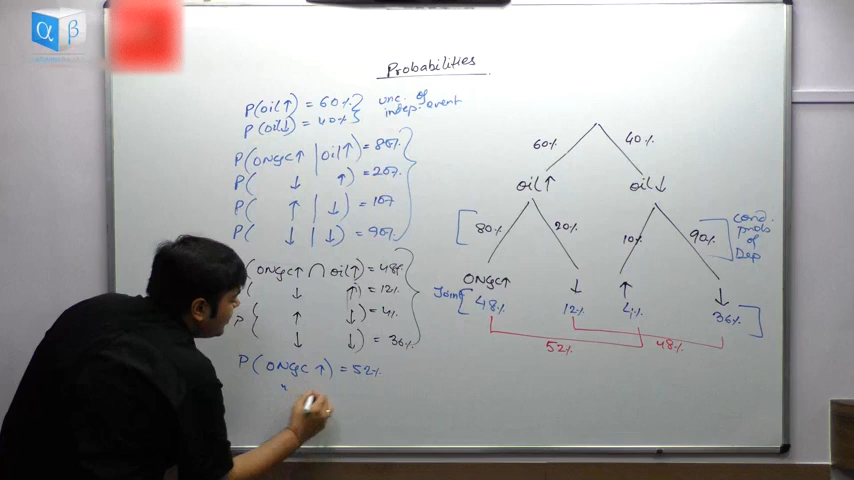 α β
Probabilities
P(oil↑) = 60%
P(oil↓) = 40%
unc. of
indep. event
P(ONGC↑ | oil↑) = 80%
P( ↓ ↑) = 20%
P( ↑ | ↓) = 10%
P( ↓ | ↓) = 90%
(ONGC↑ ∩ oil↑) = 48%
↓ ↑) = 12%
P( ↑ ↓) = 4%
↓ ↓) = 36%
P(ONGC↑) = 52%
"
60% 40%
oil↑ oil↓
80% 20% 10% 90%
cond.
probs
of
Dep
ONGC↑ ↓ ↑ ↓
Joint 48% 12% 4% 36%
52% 48%